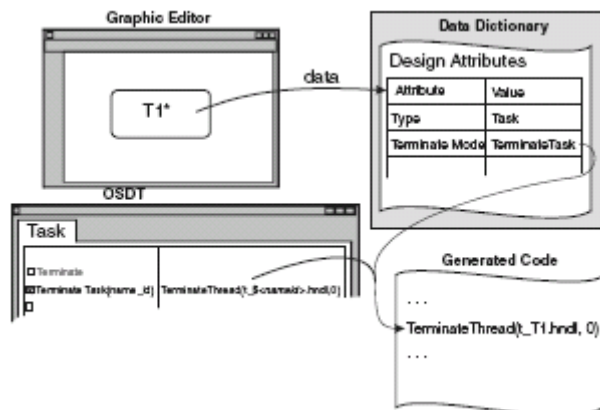 Graphic Editor
T1*
data
Data Dictionary
Design Attributes
Attribute Value
Type Task
Terminate Mode TerminateTask
OSDT
Task
Terminate
Terminate Task(name_id) TerminateThread(t_$<nameid>.hndl,0)
Generated Code
. . .
TerminateThread(t_T1.hndl, 0)
. . .